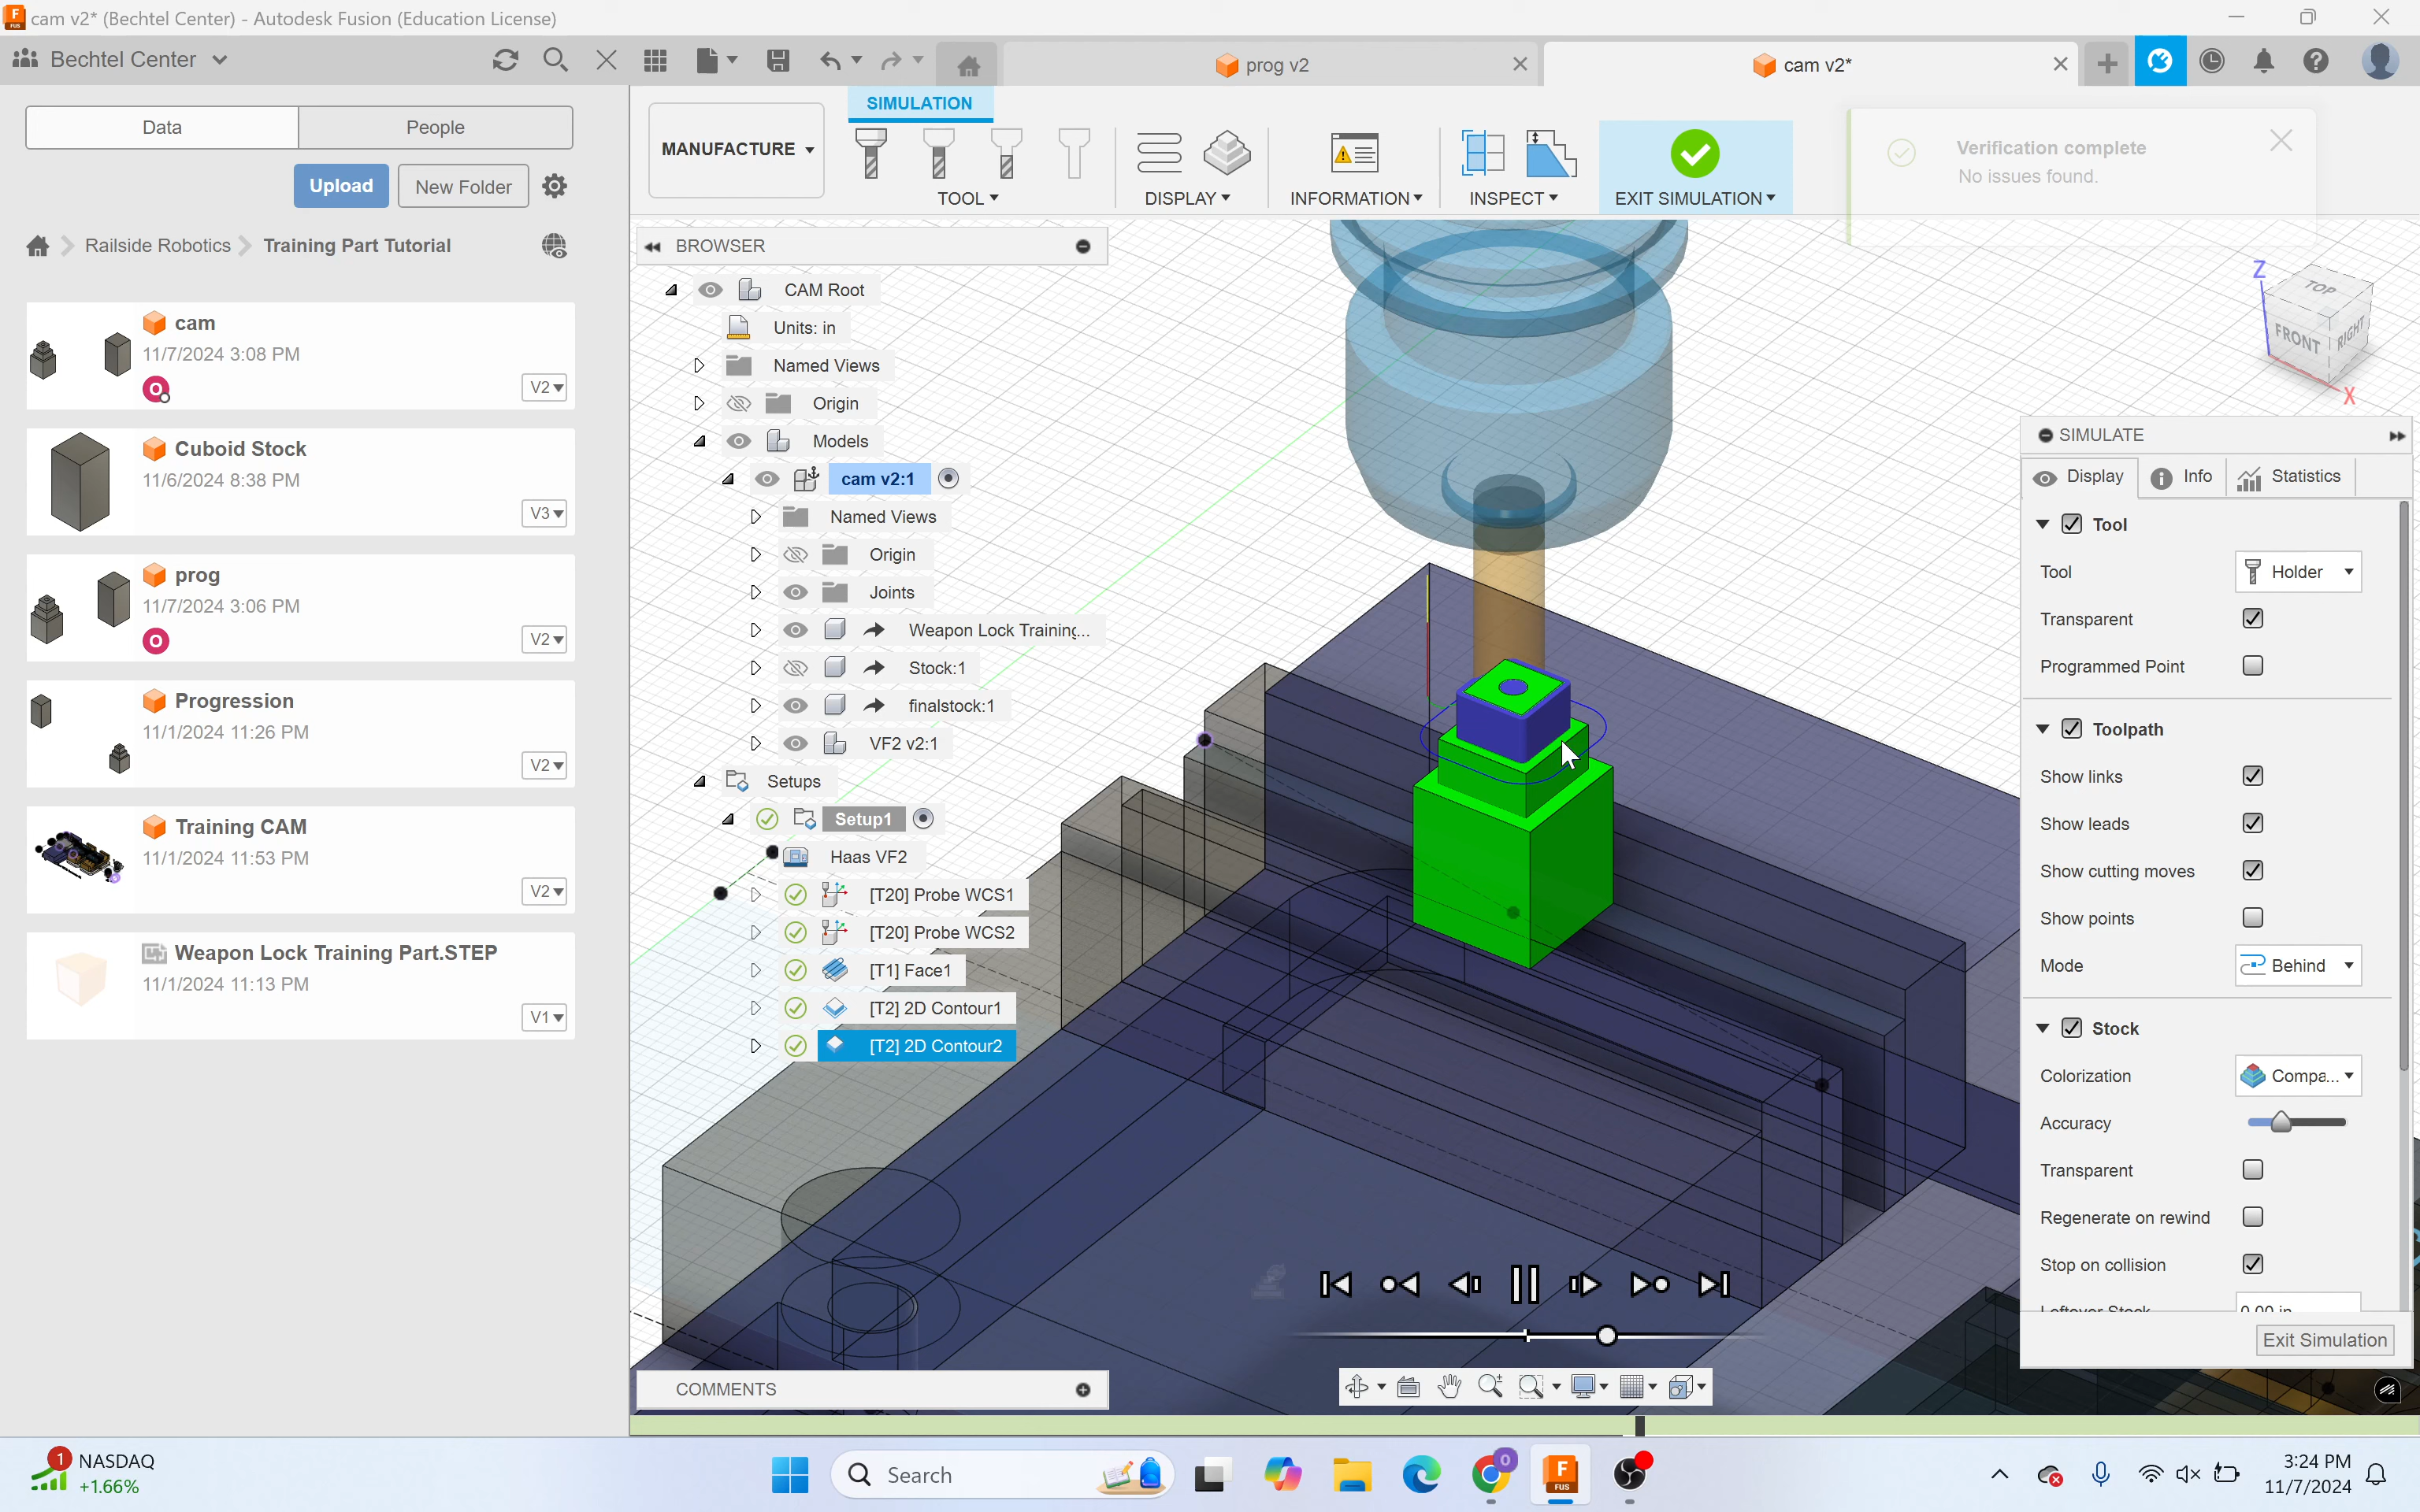 cam v2* (Bechtel Center) - Autodesk Fusion (Education License)
Bechtel Center
prog v2
cam v2*
Data
People
Upload
New Folder
Railside Robotics
Training Part Tutorial
cam
11/7/2024 3:08 PM
V2
Cuboid Stock
11/6/2024 8:38 PM
V3
prog
11/7/2024 3:06 PM
V2
Progression
11/1/2024 11:26 PM
V2
Training CAM
11/1/2024 11:53 PM
V2
Weapon Lock Training Part.STEP
11/1/2024 11:13 PM
V1
MANUFACTURE
SIMULATION
TOOL
DISPLAY
INFORMATION
INSPECT
EXIT SIMULATION
Verification complete
No issues found.
BROWSER
CAM Root
Units: in
Named Views
Origin
Models
cam v2:1
Named Views
Origin
Joints
Weapon Lock Training...
Stock:1
finalstock:1
VF2 v2:1
Setups
Setup1
Haas VF2
[T20] Probe WCS1
[T20] Probe WCS2
[T1] Face1
[T2] 2D Contour1
[T2] 2D Contour2
COMMENTS
Z
TOP
FRONT
RIGHT
X
SIMULATE
Display
Info
Statistics
Tool
Tool
Holder
Transparent
Programmed Point
Toolpath
Show links
Show leads
Show cutting moves
Show points
Mode
Behind
Stock
Colorization
Compa...
Accuracy
Transparent
Regenerate on rewind
Stop on collision
Leftover Stock
0.00 in
Exit Simulation
1
NASDAQ
+1.66%
Search
3:24 PM
11/7/2024